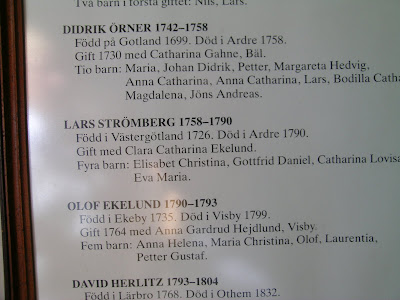 Två barn i första giftet: Nils, Lars.
DIDRIK ÖRNER 1742–1758
Född på Gotland 1699. Död i Ardre 1758.
Gift 1730 med Catharina Gahne, Bäl.
Tio barn: Maria, Johan Didrik, Petter, Margareta Hedvig,
Anna Catharina, Anna Catharina, Lars, Bodilla Catha
Magdalena, Jöns Andreas.
LARS STRÖMBERG 1758–1790
Född i Västergötland 1726. Död i Ardre 1790.
Gift med Clara Catharina Ekelund.
Fyra barn: Elisabet Christina, Gottfrid Daniel, Catharina Lovisa
Eva Maria.
OLOF EKELUND 1790–1793
Född i Ekeby 1735. Död i Visby 1799.
Gift 1764 med Anna Gardrud Hejdlund, Visby.
Fem barn: Anna Helena, Maria Christina, Olof, Laurentia,
Petter Gustaf.
DAVID HERLITZ 1793–1804
Född i Lärbro 1768. Död i Othem 1832.